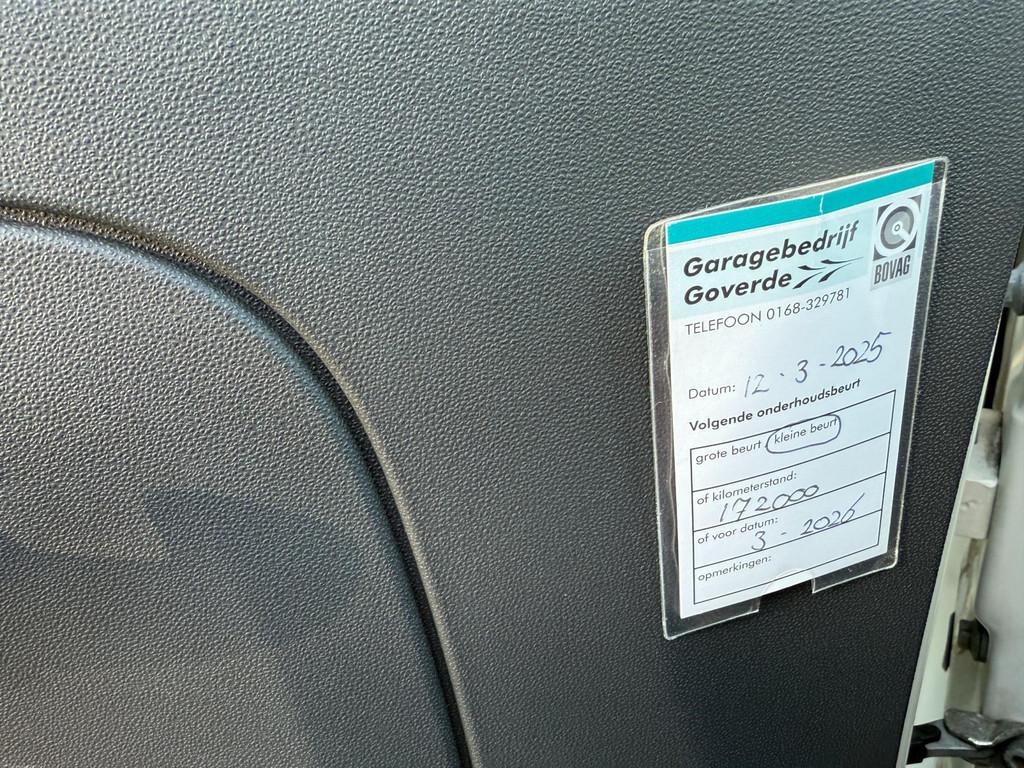 Garagebedrijf
Goverde
BOVAG
TELEFOON 0168-329781
Datum: 12-3-2025
Volgende onderhoudsbeurt
grote beurt kleine beurt
of kilometerstand:
172000
of voor datum:
3-2026
opmerkingen: